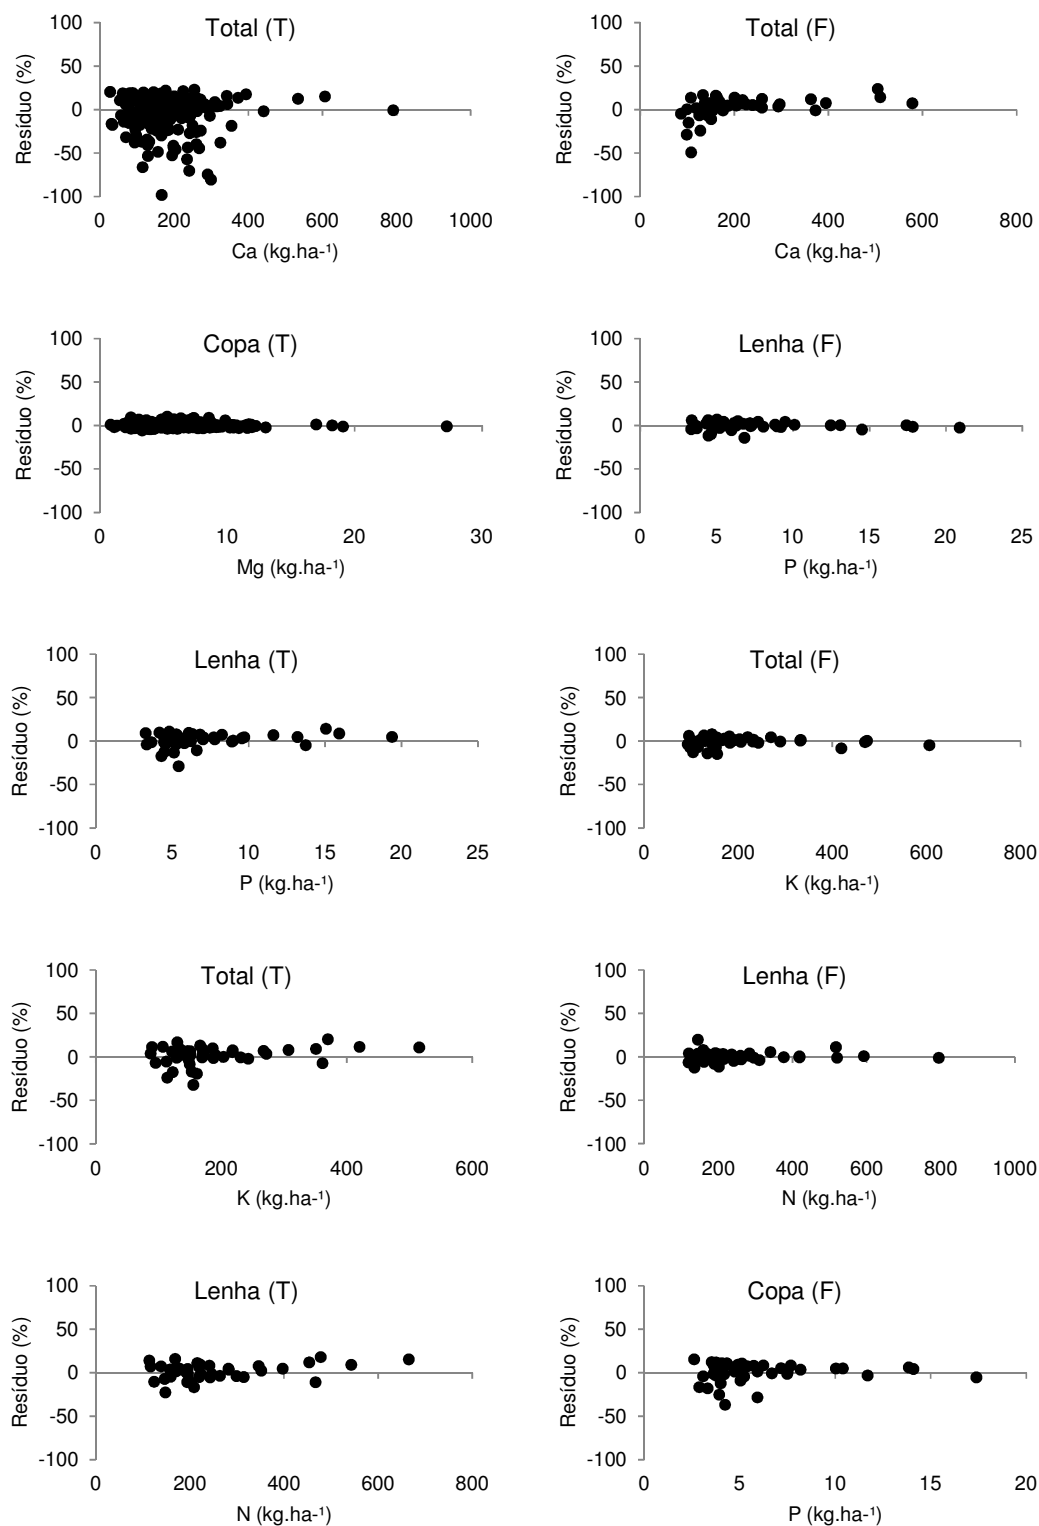 Total (T)
Resíduo (%)
100
50
0
-50
-100
0 200 400 600 800 1000
Ca (kg.ha-¹)
Total (F)
Resíduo (%)
100
50
0
-50
-100
0 200 400 600 800
Ca (kg.ha-¹)
Copa (T)
Resíduo (%)
100
50
0
-50
-100
0 10 20 30
Mg (kg.ha-¹)
Lenha (F)
Resíduo (%)
100
50
0
-50
-100
0 5 10 15 20 25
P (kg.ha-¹)
Lenha (T)
Resíduo (%)
100
50
0
-50
-100
0 5 10 15 20 25
P (kg.ha-¹)
Total (F)
Resíduo (%)
100
50
0
-50
-100
0 200 400 600 800
K (kg.ha-¹)
Total (T)
Resíduo (%)
100
50
0
-50
-100
0 200 400 600
K (kg.ha-¹)
Lenha (F)
Resíduo (%)
100
50
0
-50
-100
0 200 400 600 800 1000
N (kg.ha-¹)
Lenha (T)
Resíduo (%)
100
50
0
-50
-100
0 200 400 600 800
N (kg.ha-¹)
Copa (F)
Resíduo (%)
100
50
0
-50
-100
0 5 10 15 20
P (kg.ha-¹)